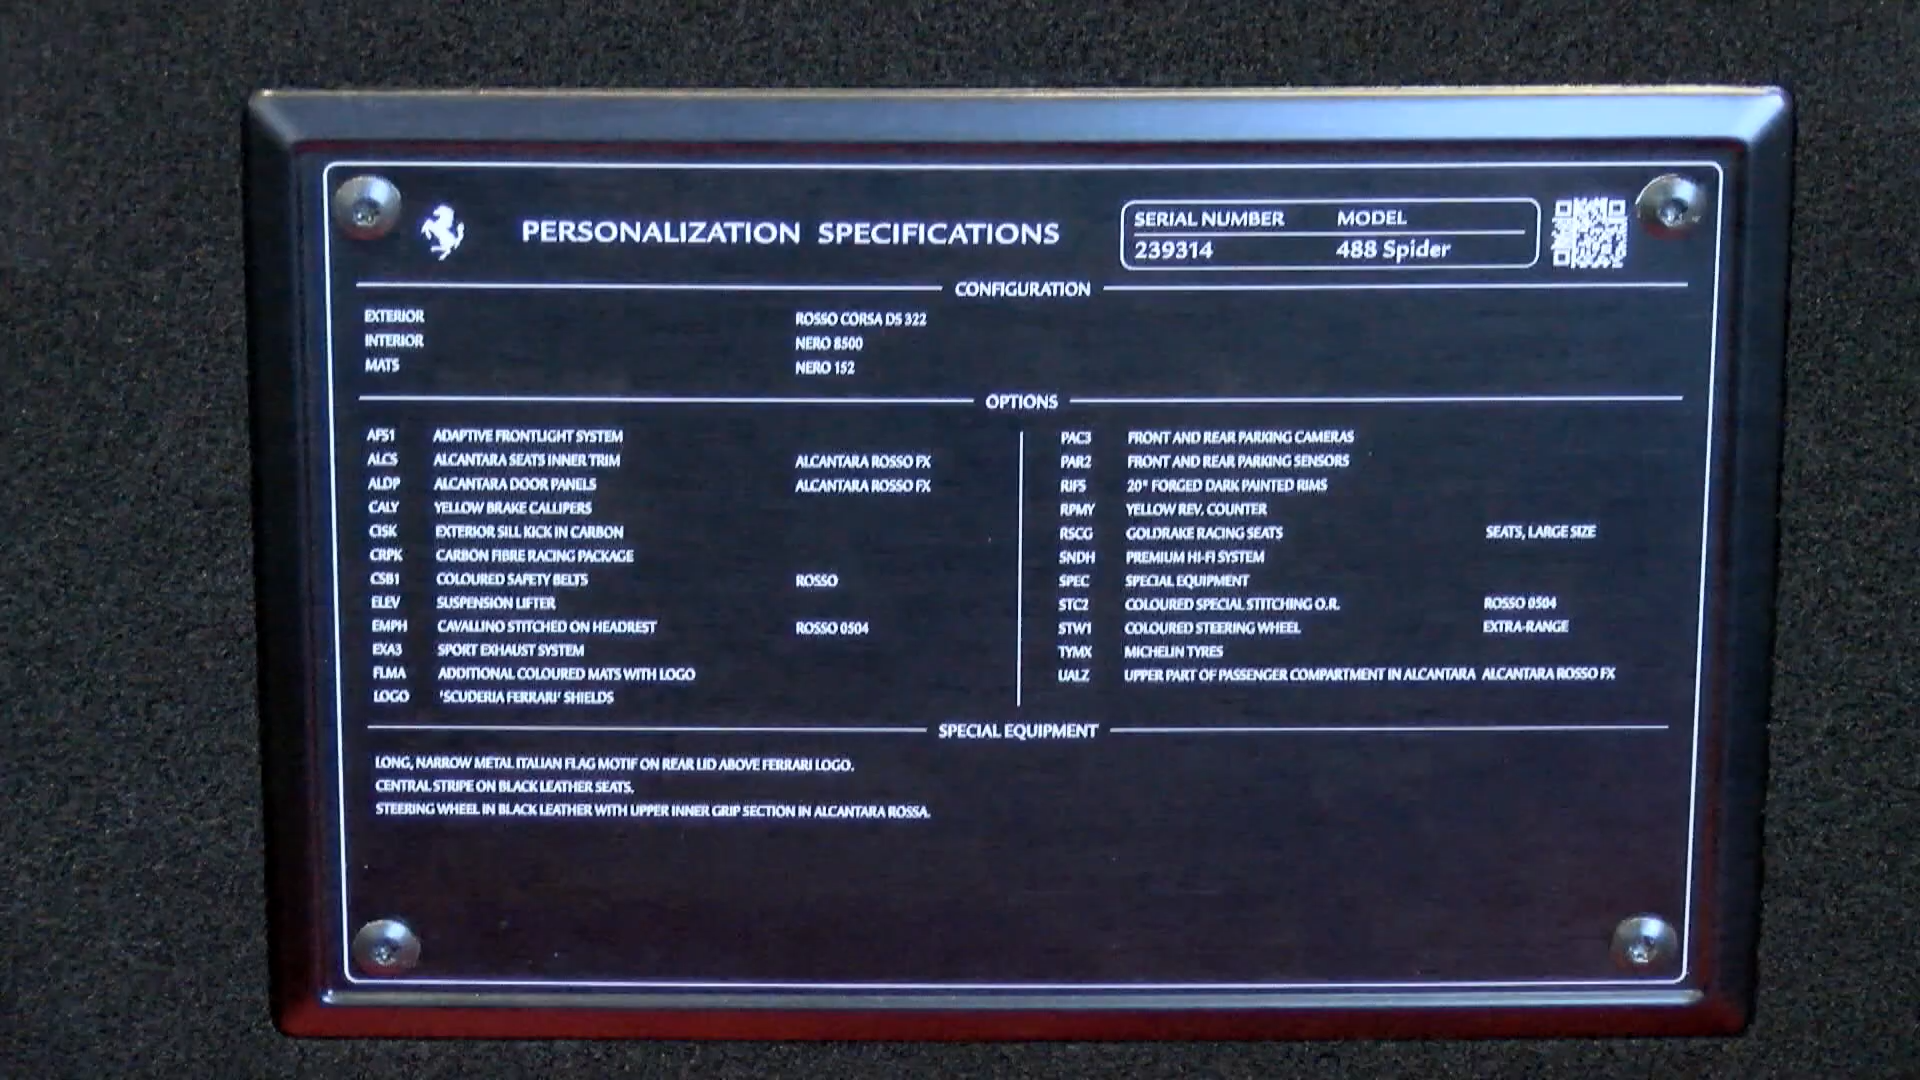 PERSONALIZATION SPECIFICATIONS
SERIAL NUMBER MODEL
239314 488 Spider
CONFIGURATION
EXTERIOR ROSSO CORSA DS 322
INTERIOR NERO 8500
MATS NERO 152
OPTIONS
AFS1 ADAPTIVE FRONTLIGHT SYSTEM
ALCS ALCANTARA SEATS INNER TRIM ALCANTARA ROSSO FX
ALDP ALCANTARA DOOR PANELS ALCANTARA ROSSO FX
CALY YELLOW BRAKE CALLIPERS
CISK EXTERIOR SILL KICK IN CARBON
CRPK CARBON FIBRE RACING PACKAGE
CSB1 COLOURED SAFETY BELTS ROSSO
ELEV SUSPENSION LIFTER
EMPH CAVALLINO STITCHED ON HEADREST ROSSO 0504
EXA3 SPORT EXHAUST SYSTEM
FLMA ADDITIONAL COLOURED MATS WITH LOGO
LOGO 'SCUDERIA FERRARI' SHIELDS
PAC3 FRONT AND REAR PARKING CAMERAS
PAR2 FRONT AND REAR PARKING SENSORS
RIF5 20" FORGED DARK PAINTED RIMS
RPMY YELLOW REV. COUNTER
RSCG GOLDRAKE RACING SEATS SEATS, LARGE SIZE
SNDH PREMIUM HI-FI SYSTEM
SPEC SPECIAL EQUIPMENT
STC2 COLOURED SPECIAL STITCHING O.R. ROSSO 0504
STW1 COLOURED STEERING WHEEL EXTRA-RANGE
TYMX MICHELIN TYRES
UALZ UPPER PART OF PASSENGER COMPARTMENT IN ALCANTARA ALCANTARA ROSSO FX
SPECIAL EQUIPMENT
LONG, NARROW METAL ITALIAN FLAG MOTIF ON REAR LID ABOVE FERRARI LOGO.
CENTRAL STRIPE ON BLACK LEATHER SEATS.
STEERING WHEEL IN BLACK LEATHER WITH UPPER INNER GRIP SECTION IN ALCANTARA ROSSA.